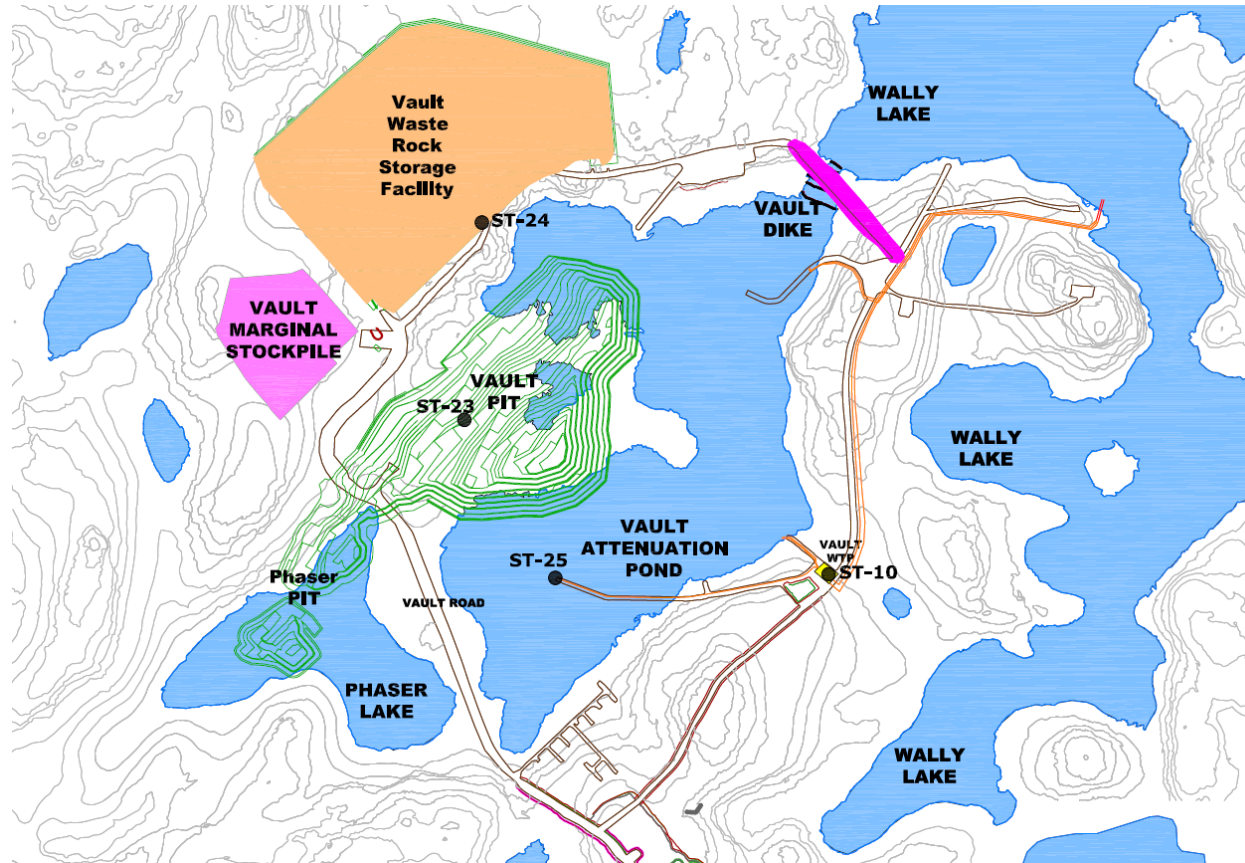 WALLY
LAKE
Vault
Waste
Rock
Storage
Facility
VAULT
DIKE
ST-24
VAULT
MARGINAL
STOCKPILE
VAULT
PIT
ST-23
WALLY
LAKE
VAULT
ATTENUATION
POND
VAULT
WTP
ST-25
ST-10
Phaser
PIT
VAULT ROAD
PHASER
LAKE
WALLY
LAKE